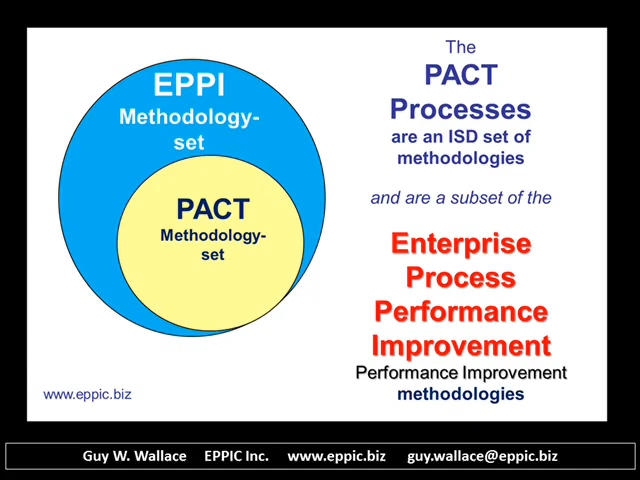 EPPI
Methodology-
set
PACT
Methodology-
set
The
PACT
Processes
are an ISD set of
methodologies
and are a subset of the
Enterprise
Process
Performance
Improvement
Performance Improvement
methodologies
www.eppic.biz
Guy W. Wallace EPPIC Inc. www.eppic.biz guy.wallace@eppic.biz